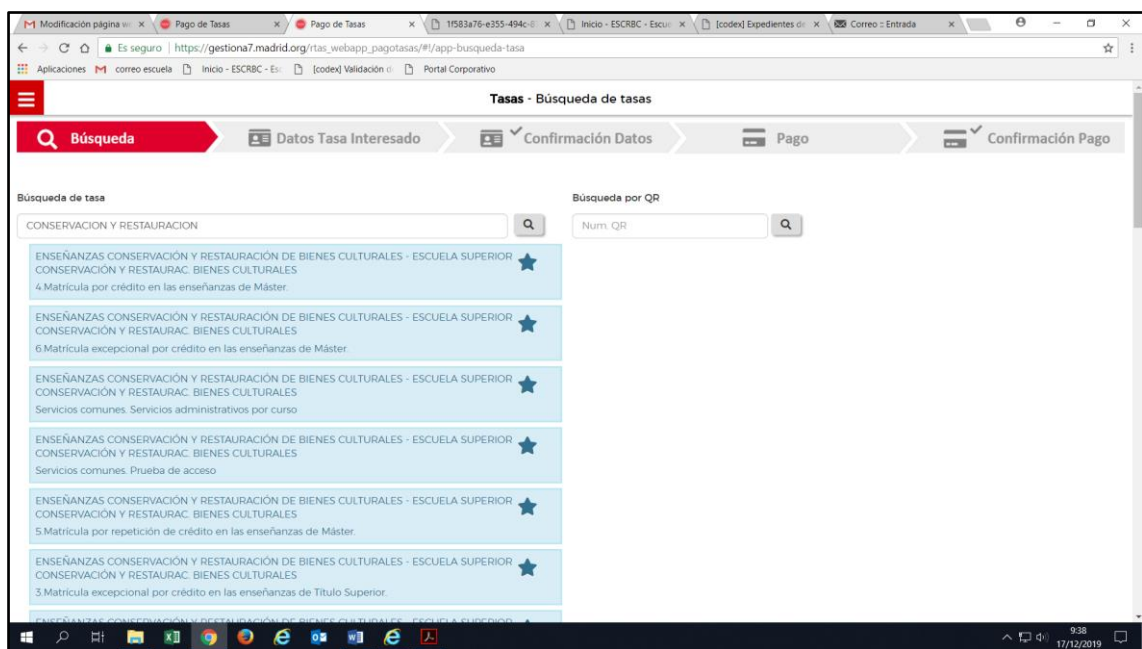 Modificación página we
Pago de Tasas
Pago de Tasas
1f583a76-e355-494c-8
Inicio - ESCRBC - Escue
[codex] Expedientes de
Correo :: Entrada
Es seguro | https://gestiona7.madrid.org/rtas_webapp_pagotasas/#!/app-busqueda-tasa
Aplicaciones correo escuela Inicio - ESCRBC - Esc [codex] Validación d Portal Corporativo
Tasas - Búsqueda de tasas
Búsqueda Datos Tasa Interesado Confirmación Datos Pago Confirmación Pago
Búsqueda de tasa
CONSERVACION Y RESTAURACION
Búsqueda por QR
Num. QR
ENSEÑANZAS CONSERVACIÓN Y RESTAURACIÓN DE BIENES CULTURALES - ESCUELA SUPERIOR
CONSERVACIÓN Y RESTAURAC. BIENES CULTURALES
4.Matrícula por crédito en las enseñanzas de Máster.
ENSEÑANZAS CONSERVACIÓN Y RESTAURACIÓN DE BIENES CULTURALES - ESCUELA SUPERIOR
CONSERVACIÓN Y RESTAURAC. BIENES CULTURALES
6.Matrícula excepcional por crédito en las enseñanzas de Máster.
ENSEÑANZAS CONSERVACIÓN Y RESTAURACIÓN DE BIENES CULTURALES - ESCUELA SUPERIOR
CONSERVACIÓN Y RESTAURAC. BIENES CULTURALES
Servicios comunes. Servicios administrativos por curso
ENSEÑANZAS CONSERVACIÓN Y RESTAURACIÓN DE BIENES CULTURALES - ESCUELA SUPERIOR
CONSERVACIÓN Y RESTAURAC. BIENES CULTURALES
Servicios comunes. Prueba de acceso
ENSEÑANZAS CONSERVACIÓN Y RESTAURACIÓN DE BIENES CULTURALES - ESCUELA SUPERIOR
CONSERVACIÓN Y RESTAURAC. BIENES CULTURALES
5.Matrícula por repetición de crédito en las enseñanzas de Máster.
ENSEÑANZAS CONSERVACIÓN Y RESTAURACIÓN DE BIENES CULTURALES - ESCUELA SUPERIOR
CONSERVACIÓN Y RESTAURAC. BIENES CULTURALES
3.Matrícula excepcional por crédito en las enseñanzas de Título Superior.
ENSEÑANZAS CONSERVACIÓN Y RESTAURACIÓN DE BIENES CULTURALES - ESCUELA SUPERIOR
9:38
17/12/2019